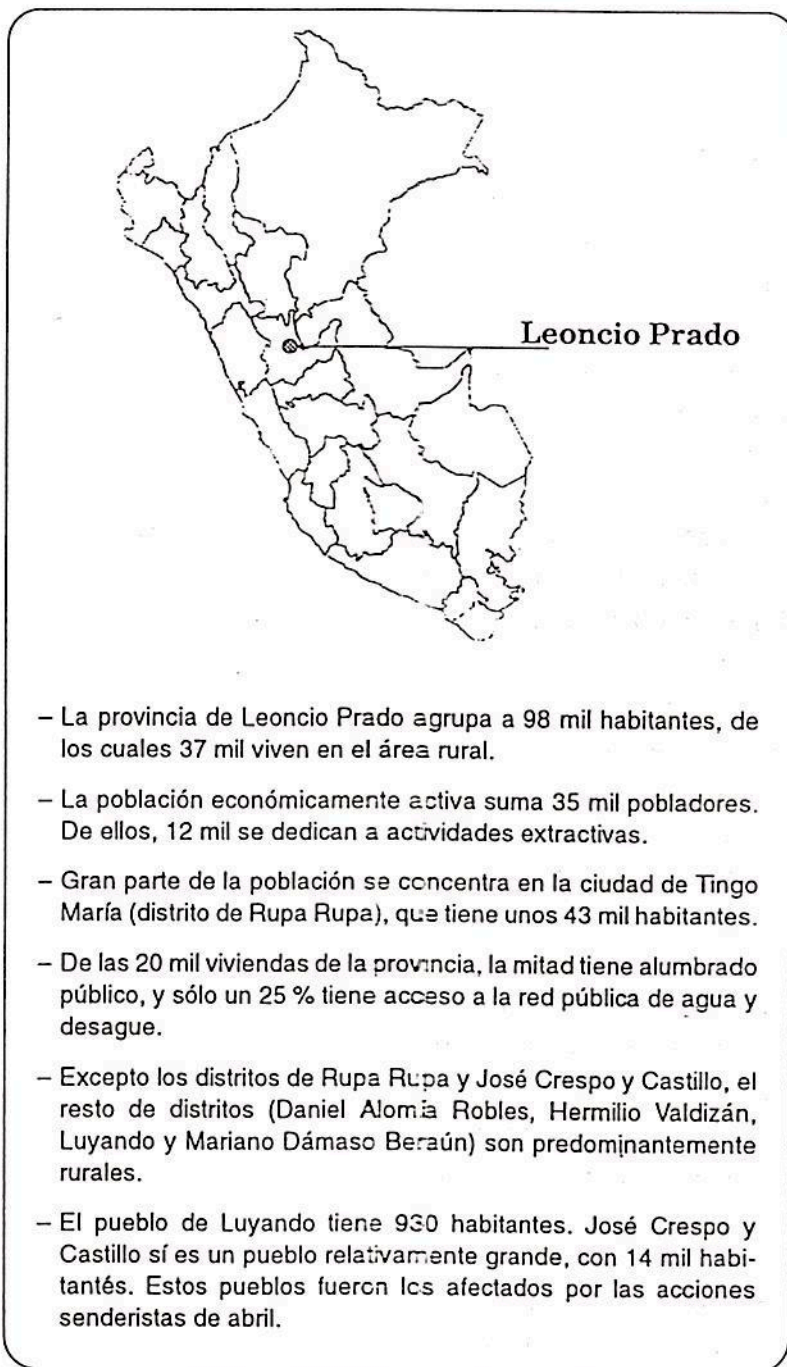 Leoncio Prado
– La provincia de Leoncio Prado agrupa a 98 mil habitantes, de
los cuales 37 mil viven en el área rural.
– La población económicamente activa suma 35 mil pobladores.
De ellos, 12 mil se dedican a actividades extractivas.
– Gran parte de la población se concentra en la ciudad de Tingo
María (distrito de Rupa Rupa), que tiene unos 43 mil habitantes.
– De las 20 mil viviendas de la provincia, la mitad tiene alumbrado
público, y sólo un 25 % tiene acceso a la red pública de agua y
desague.
– Excepto los distritos de Rupa Rupa y José Crespo y Castillo, el
resto de distritos (Daniel Alomía Robles, Hermilio Valdizán,
Luyando y Mariano Dámaso Beraún) son predominantemente
rurales.
– El pueblo de Luyando tiene 930 habitantes. José Crespo y
Castillo sí es un pueblo relativamente grande, con 14 mil habi-
tantés. Estos pueblos fueron los afectados por las acciones
senderistas de abril.